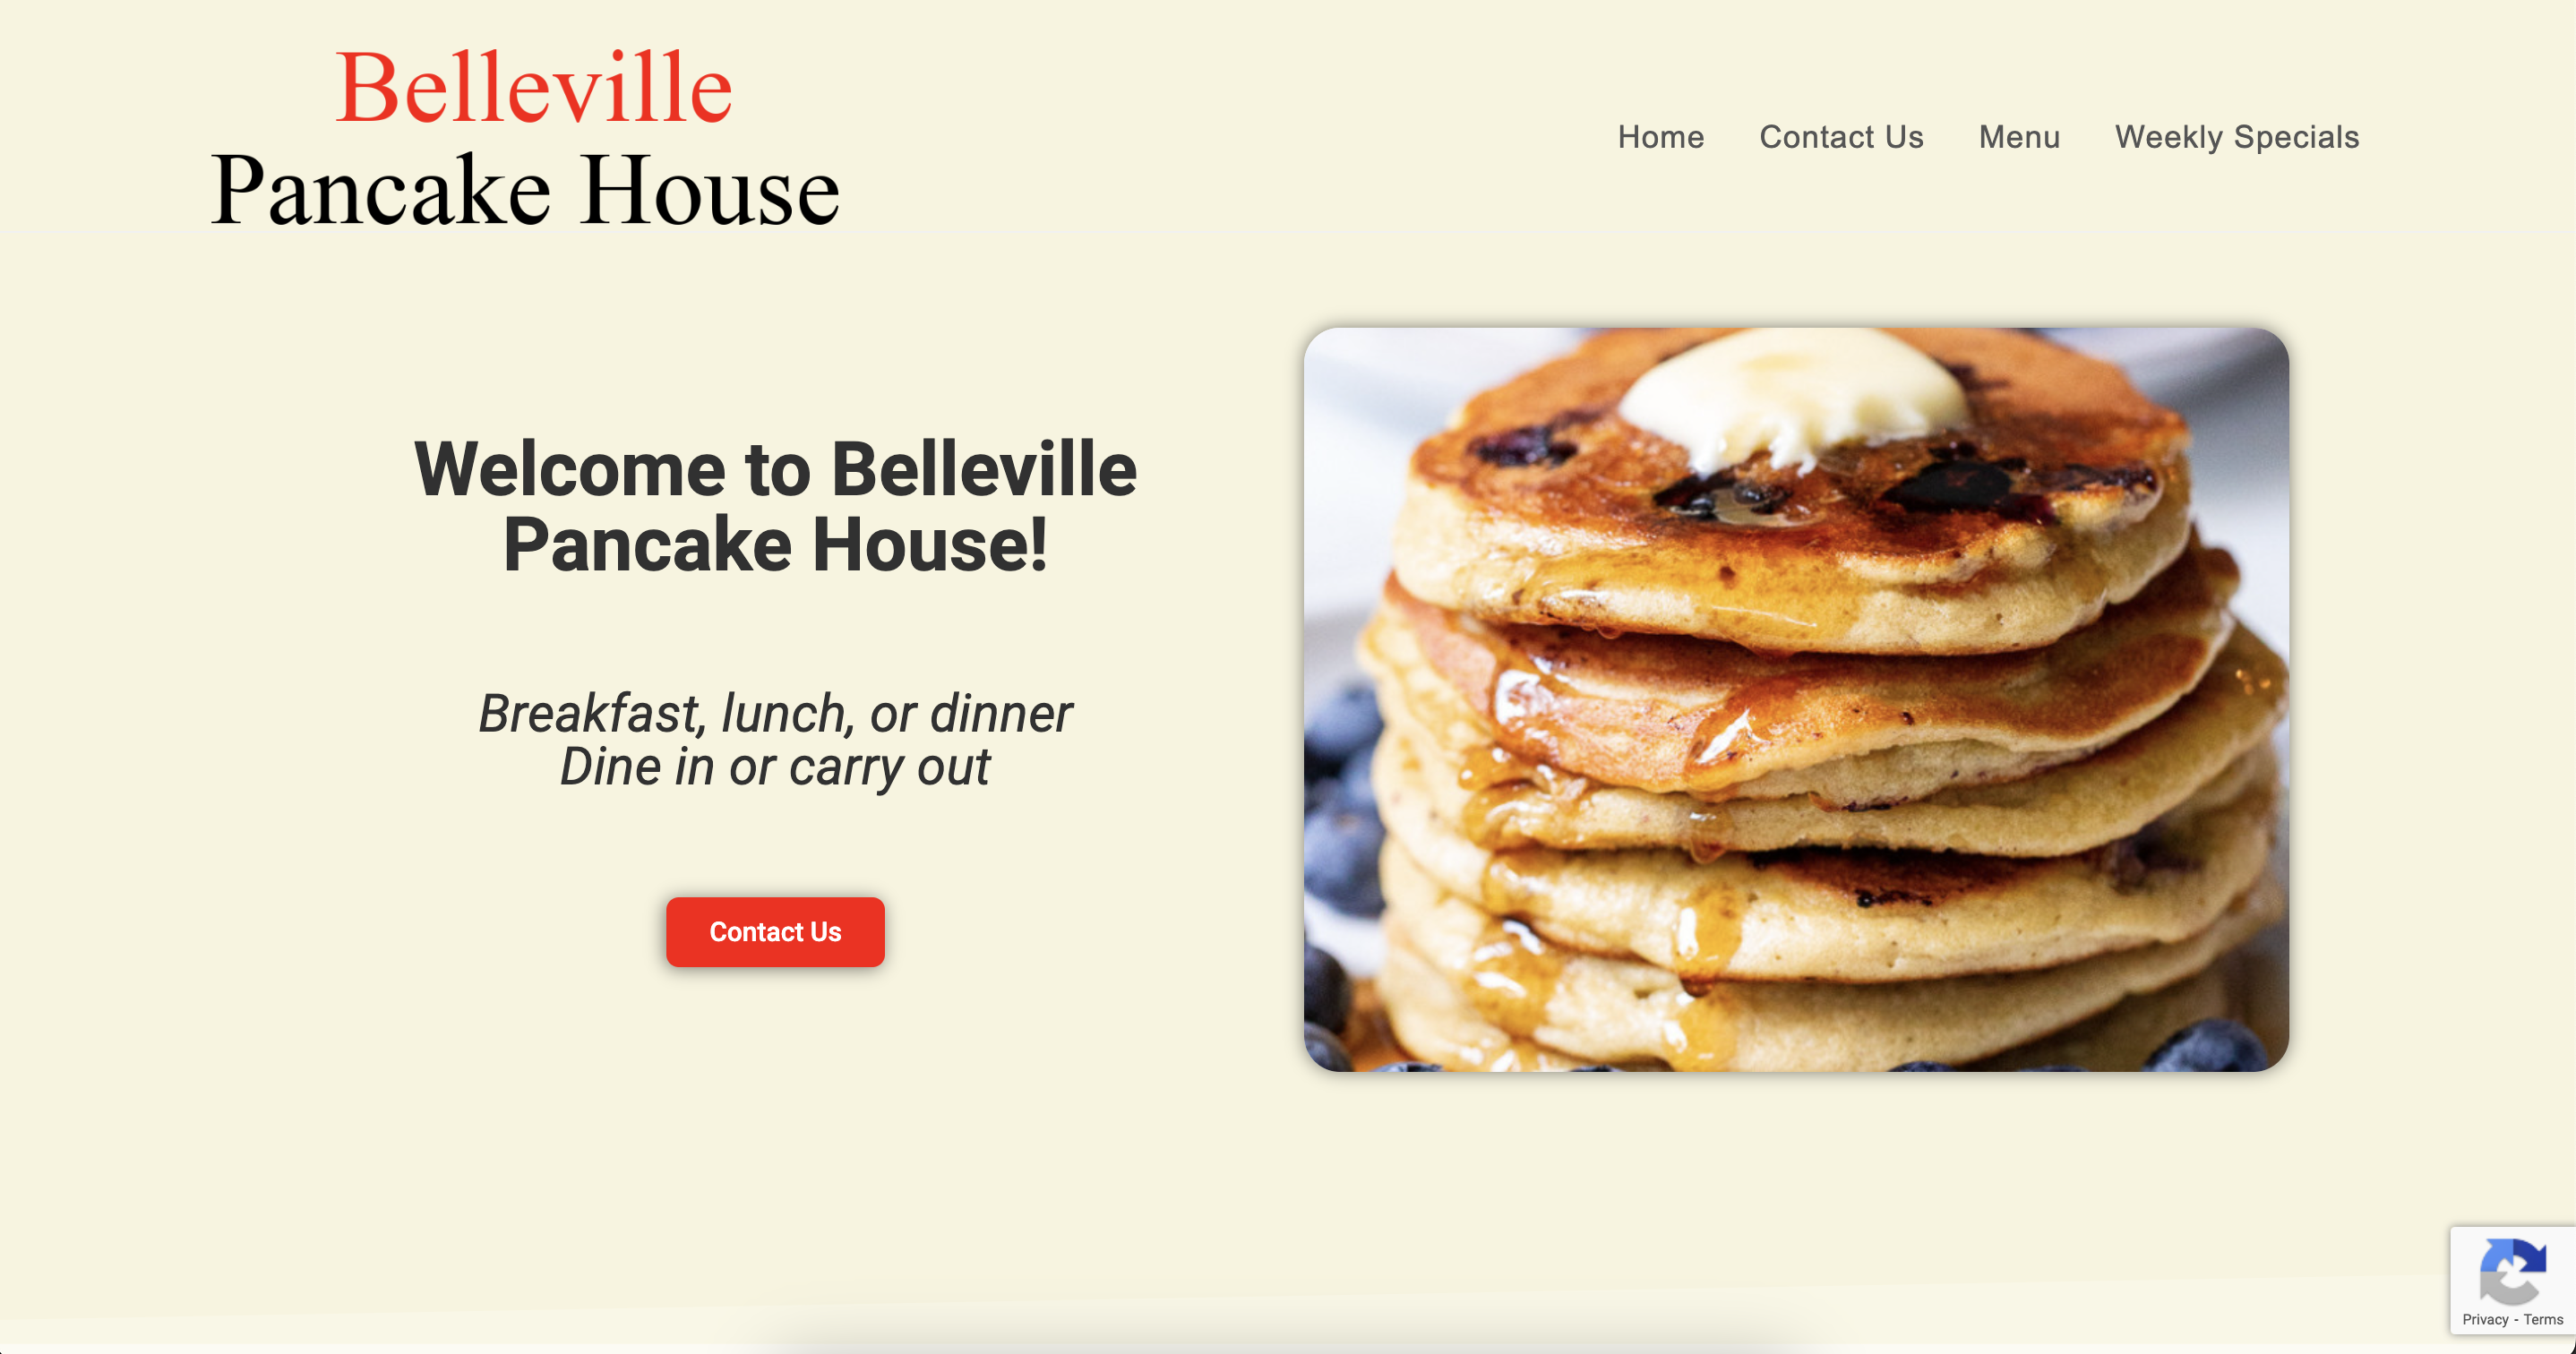 Belleville
Pancake House
Home Contact Us Menu Weekly Specials
Welcome to Belleville
Pancake House!
Breakfast, lunch, or dinner
Dine in or carry out
Contact Us
Privacy - Terms